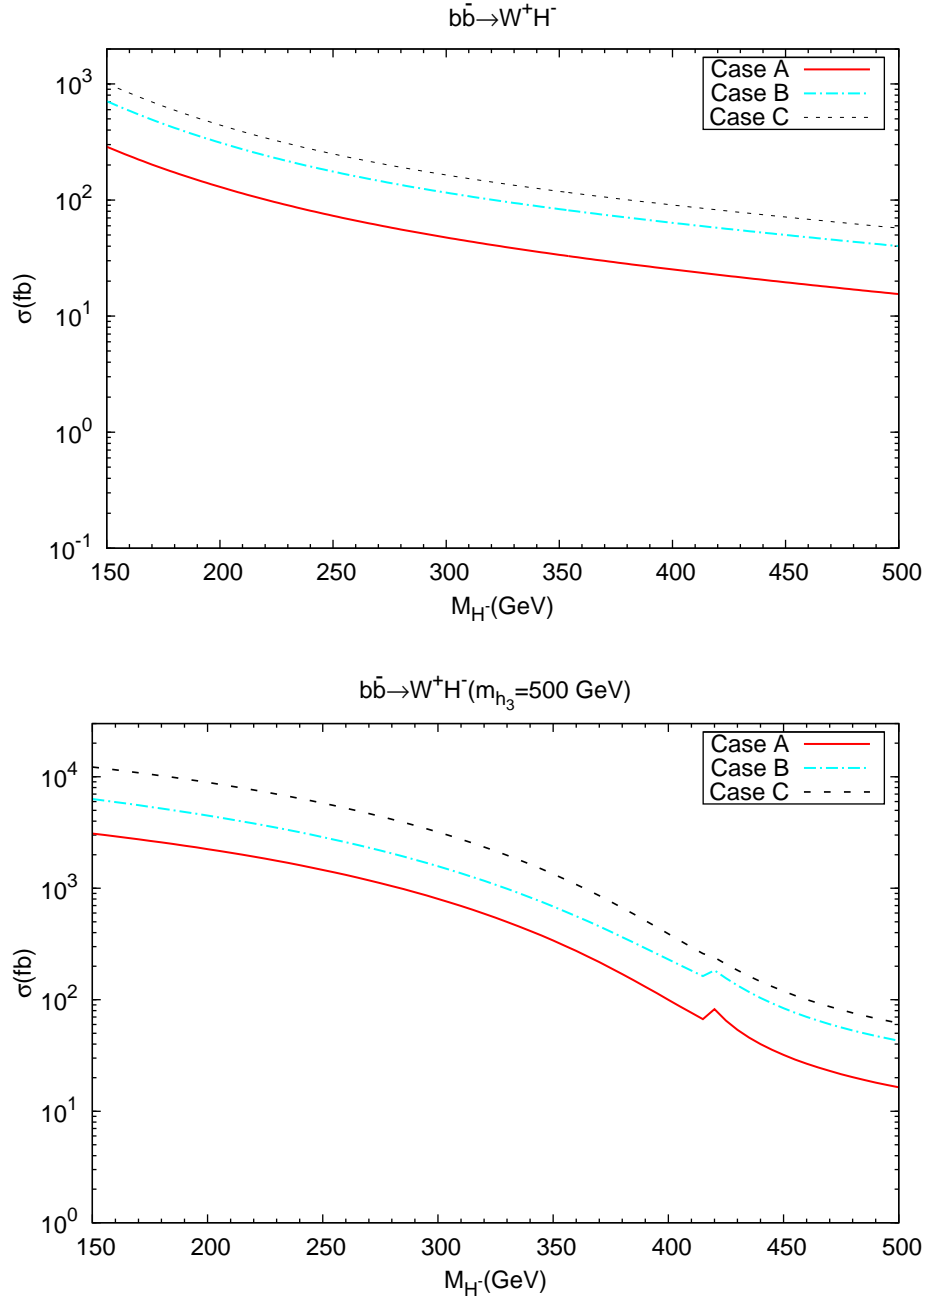 bb̄→W⁺H⁻
Case A
Case B
Case C
10³
10²
10¹
10⁰
10⁻¹
σ(fb)
150 200 250 300 350 400 450 500
M_H⁻(GeV)
bb̄→W⁺H⁻(m_h₃=500 GeV)
Case A
Case B
Case C
10⁴
10³
10²
10¹
10⁰
σ(fb)
150 200 250 300 350 400 450 500
M_H⁻(GeV)